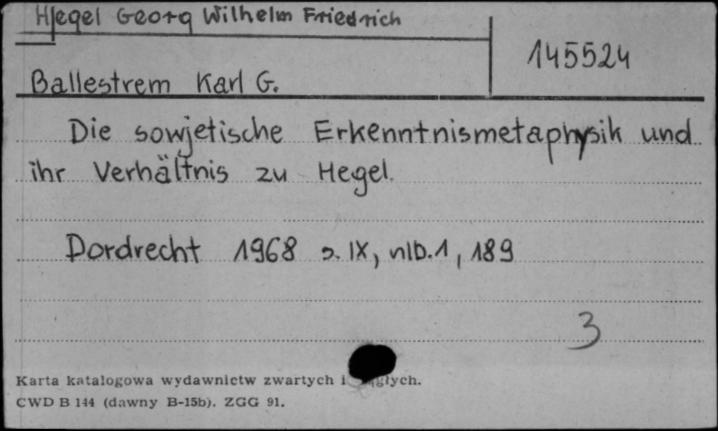 Hegel Georg Wilhelm Friedrich
145524
Ballestrem Karl G.
Die sowjetische Erkenntnismetaphysik und
ihr Verhältnis zu Hegel.
Dordrecht 1968 s. IX, nlb.1, 189
3
Karta katalogowa wydawnictw zwartych i
CWD B 144 (dawny B-15b). ZGG 91.